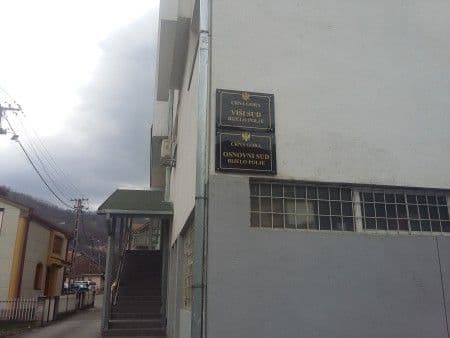 CRNA GORA
VIŠI SUD
BIJELO POLJE
CRNA GORA
OSNOVNI SUD
BIJELO POLJE